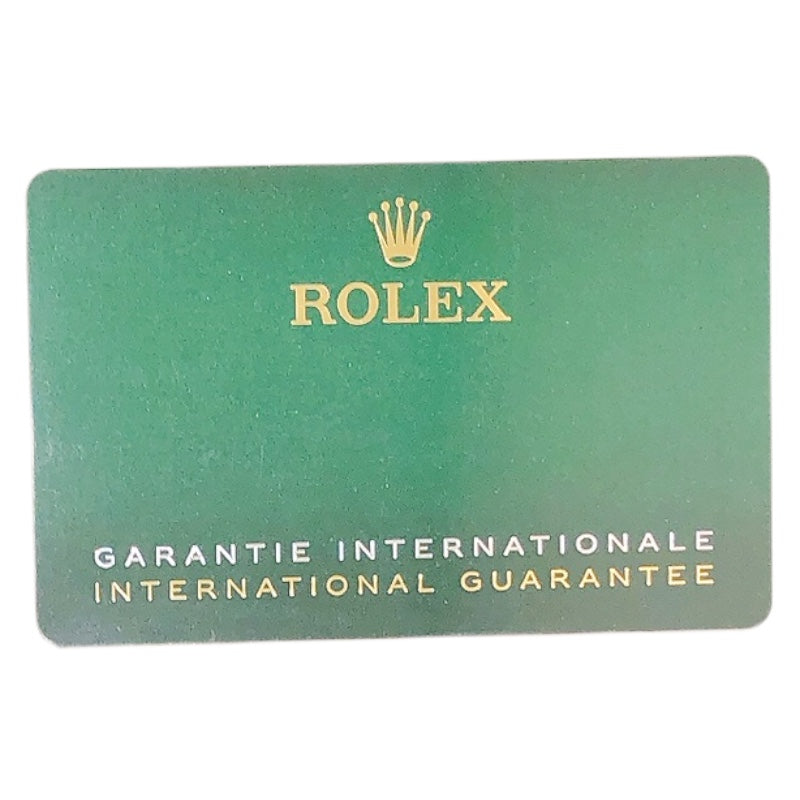 ROLEX
GARANTIE INTERNATIONALE
INTERNATIONAL GUARANTEE